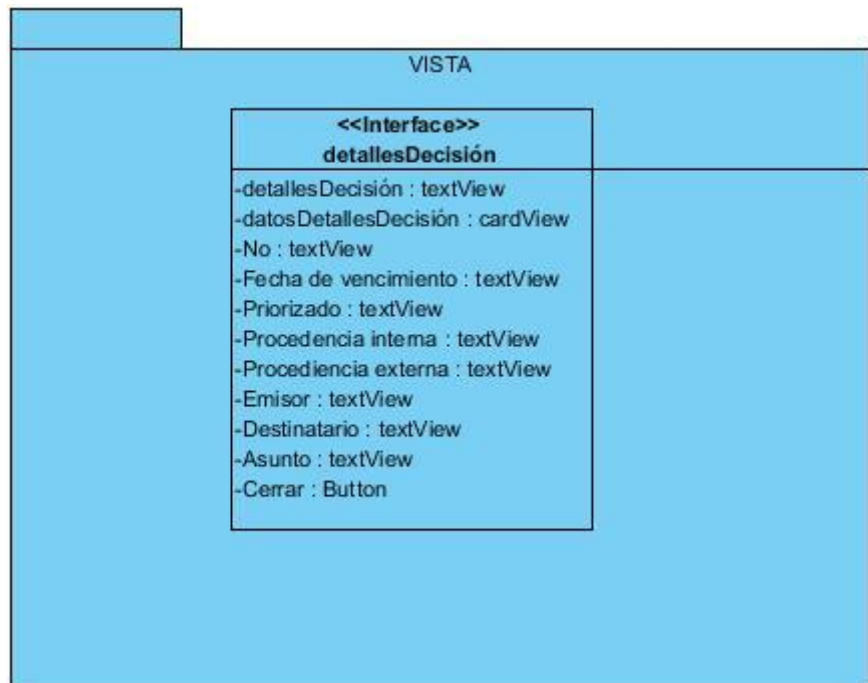 VISTA
<<Interface>>
detallesDecisión
-detallesDecisión : textView
-datosDetallesDecisión : cardView
-No : textView
-Fecha de vencimiento : textView
-Priorizado : textView
-Procedencia interna : textView
-Procediencia externa : textView
-Emisor : textView
-Destinatario : textView
-Asunto : textView
-Cerrar : Button